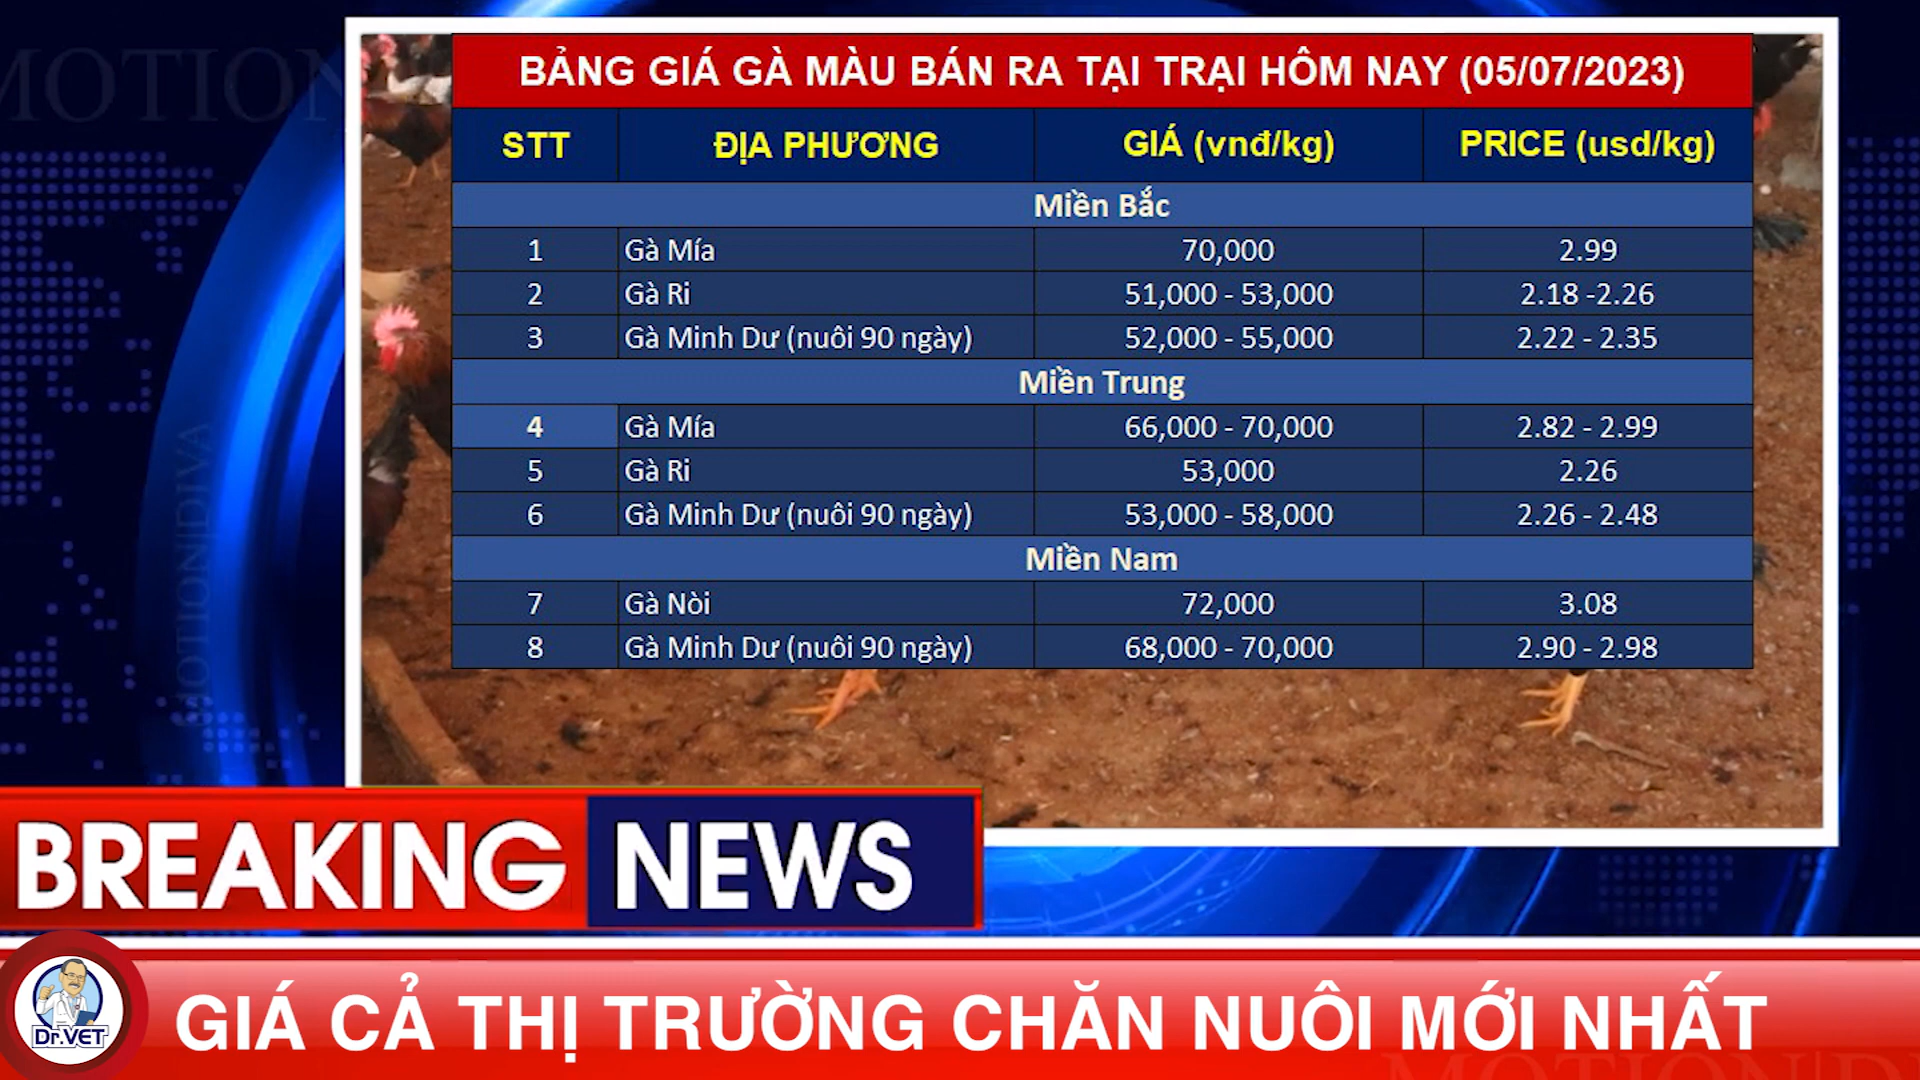 MOTION
BẢNG GIÁ GÀ MÀU BÁN RA TẠI TRẠI HÔM NAY (05/07/2023)
STT ĐỊA PHƯƠNG GIÁ (vnđ/kg) PRICE (usd/kg)
Miền Bắc
1 Gà Mía 70,000 2.99
2 Gà Ri 51,000 - 53,000 2.18 -2.26
3 Gà Minh Dư (nuôi 90 ngày) 52,000 - 55,000 2.22 - 2.35
Miền Trung
4 Gà Mía 66,000 - 70,000 2.82 - 2.99
5 Gà Ri 53,000 2.26
6 Gà Minh Dư (nuôi 90 ngày) 53,000 - 58,000 2.26 - 2.48
Miền Nam
7 Gà Nòi 72,000 3.08
8 Gà Minh Dư (nuôi 90 ngày) 68,000 - 70,000 2.90 - 2.98
MOTION|DIVA
BREAKING NEWS
Dr.VET
GIÁ CẢ THỊ TRƯỜNG CHĂN NUÔI MỚI NHẤT